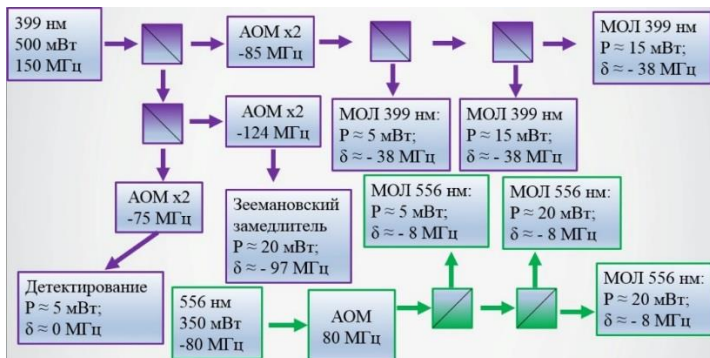 399 нм
500 мВт
150 МГц
АОМ х2
-85 МГц
МОЛ 399 нм
P ≈ 15 мВт;
δ ≈ - 38 МГц
АОМ х2
-124 МГц
МОЛ 399 нм:
P ≈ 5 мВт;
δ ≈ - 38 МГц
МОЛ 399 нм
P ≈ 15 мВт;
δ ≈ - 38 МГц
АОМ х2
-75 МГц
Зеемановский
замедлитель
P ≈ 20 мВт;
δ ≈ - 97 МГц
МОЛ 556 нм:
P ≈ 5 мВт;
δ ≈ - 8 МГц
МОЛ 556 нм:
P ≈ 20 мВт;
δ ≈ - 8 МГц
Детектирование
P ≈ 5 мВт;
δ ≈ 0 МГц
556 нм
350 мВт
-80 МГц
АОМ
80 МГц
МОЛ 556 нм:
P ≈ 20 мВт;
δ ≈ - 8 МГц